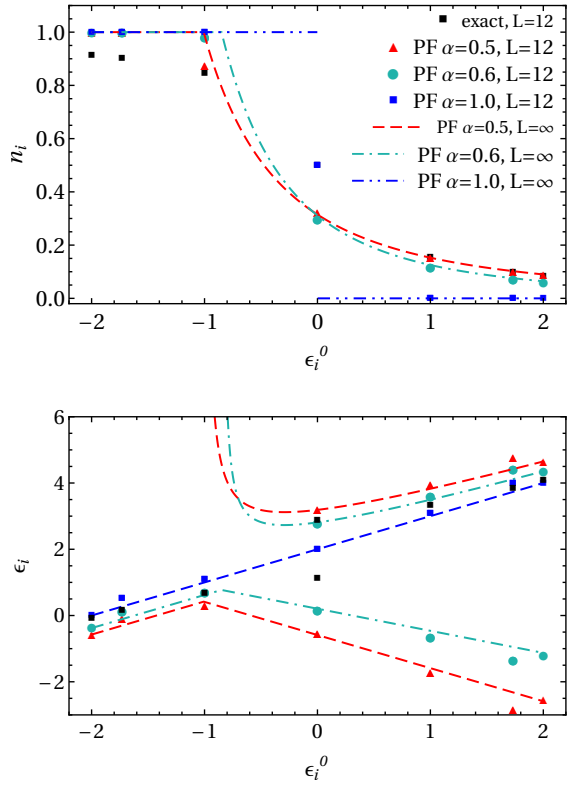 1.0
0.8
0.6
0.4
0.2
0.0
n_i
exact, L=12
PF α=0.5, L=12
PF α=0.6, L=12
PF α=1.0, L=12
PF α=0.5, L=∞
PF α=0.6, L=∞
PF α=1.0, L=∞
−2 −1 0 1 2
ϵ_i^0
6
4
2
0
−2
ϵ_i
−2 −1 0 1 2
ϵ_i^0